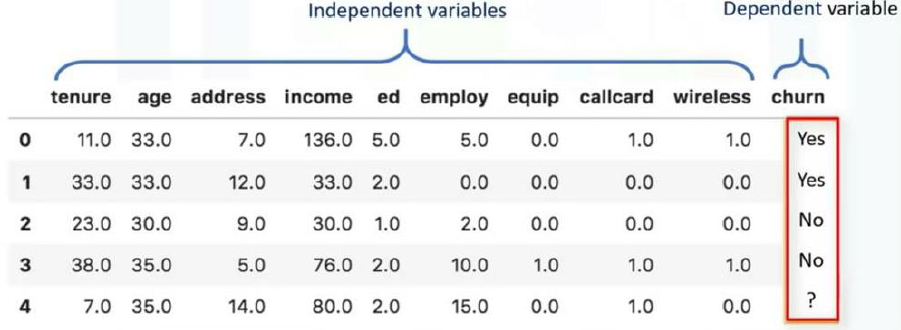 Independent variables Dependent variable
tenure age address income ed employ equip callcard wireless churn
0 11.0 33.0 7.0 136.0 5.0 5.0 0.0 1.0 1.0 Yes
1 33.0 33.0 12.0 33.0 2.0 0.0 0.0 0.0 0.0 Yes
2 23.0 30.0 9.0 30.0 1.0 2.0 0.0 0.0 0.0 No
3 38.0 35.0 5.0 76.0 2.0 10.0 1.0 1.0 1.0 No
4 7.0 35.0 14.0 80.0 2.0 15.0 0.0 1.0 0.0 ?